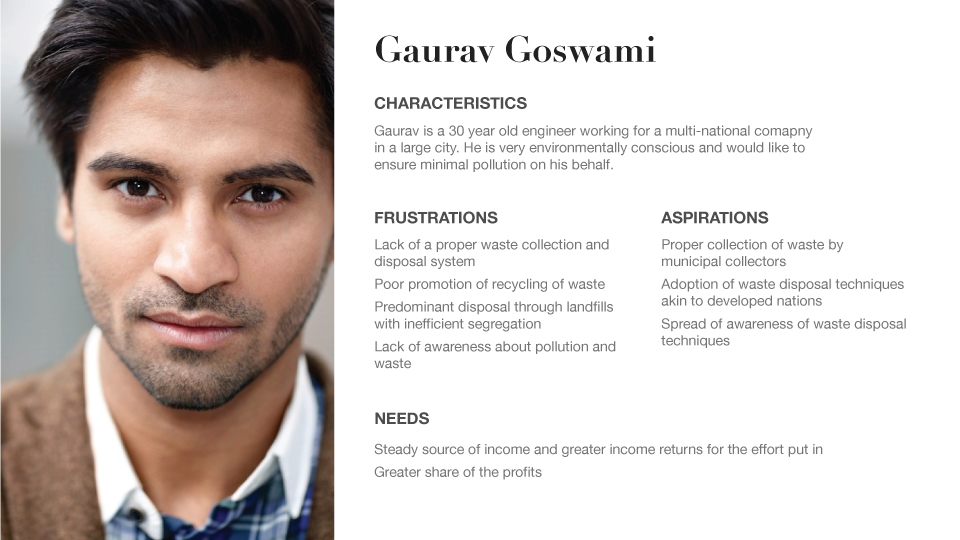 Gaurav Goswami
CHARACTERISTICS
Gaurav is a 30 year old engineer working for a multi-national comapny
in a large city. He is very environmentally conscious and would like to
ensure minimal pollution on his behalf.
FRUSTRATIONS
Lack of a proper waste collection and
disposal system
Poor promotion of recycling of waste
Predominant disposal through landfills
with inefficient segregation
Lack of awareness about pollution and
waste
ASPIRATIONS
Proper collection of waste by
municipal collectors
Adoption of waste disposal techniques
akin to developed nations
Spread of awareness of waste disposal
techniques
NEEDS
Steady source of income and greater income returns for the effort put in
Greater share of the profits